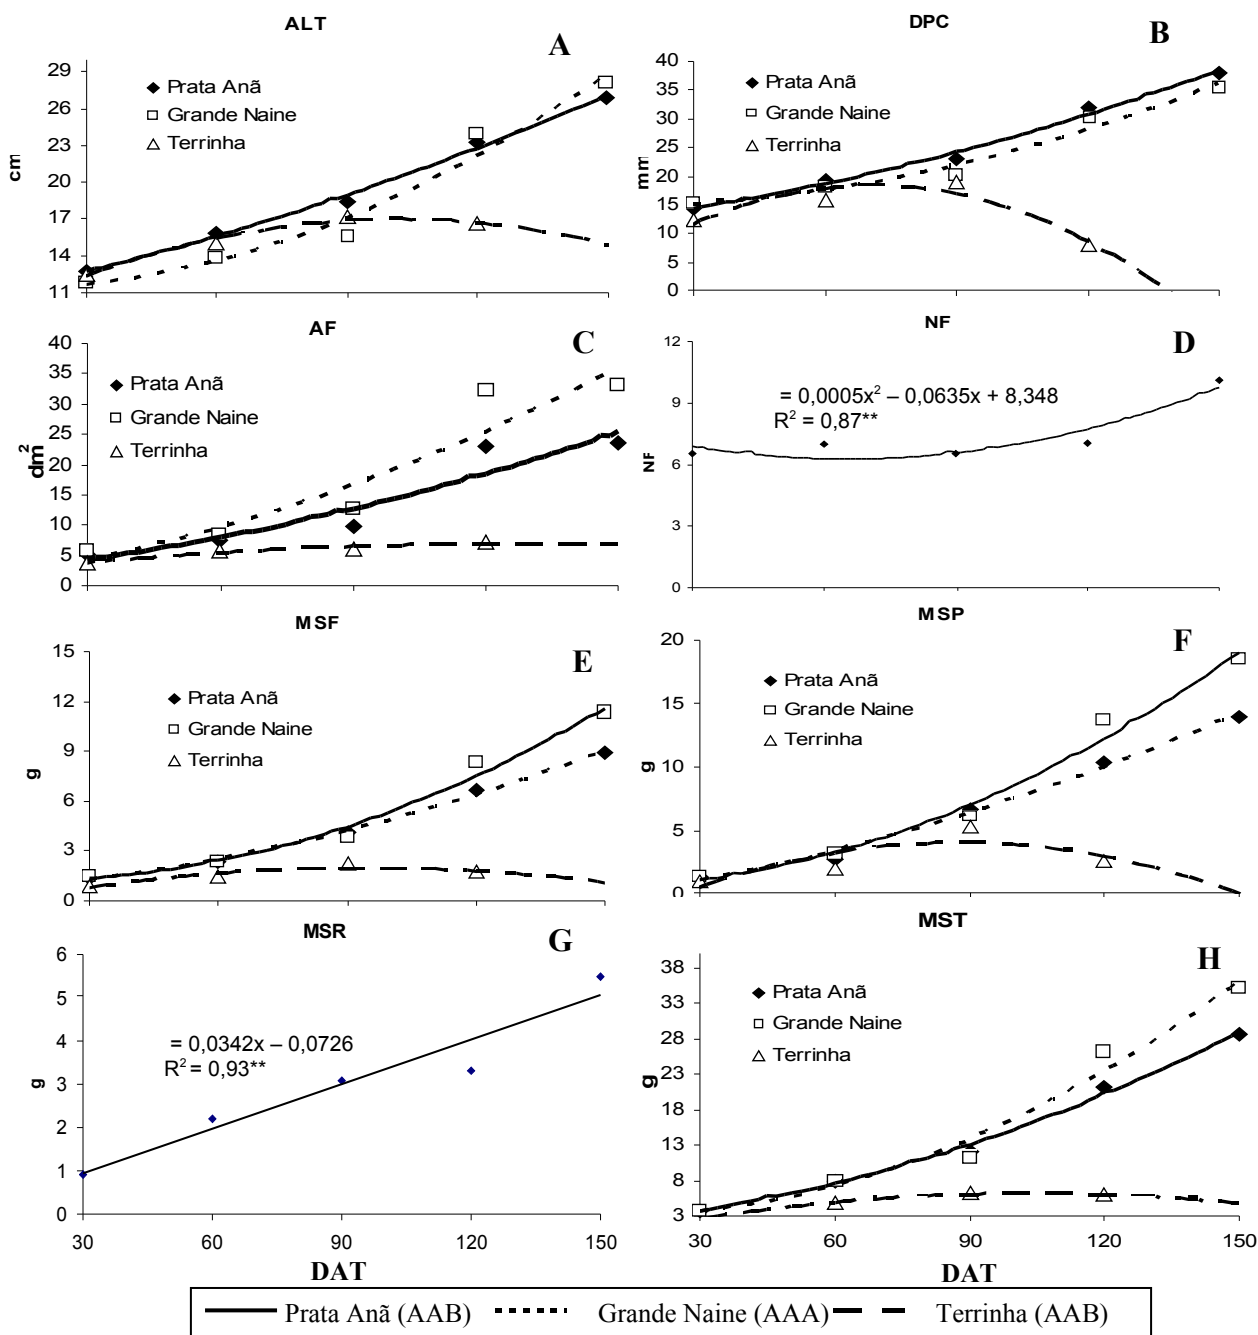 ALT
A
29
26
23
20
17
14
11
cm
Prata Anã
Grande Naine
Terrinha
DPC
B
40
35
30
25
20
15
10
5
0
mm
Prata Anã
Grande Naine
Terrinha
AF
C
40
35
30
25
20
15
10
5
0
dm²
Prata Anã
Grande Naine
Terrinha
NF
D
12
9
6
3
0
NF
= 0,0005x² – 0,0635x + 8,348
R² = 0,87**
MSF
E
15
12
9
6
3
0
g
Prata Anã
Grande Naine
Terrinha
MSP
F
20
15
10
5
0
g
Prata Anã
Grande Naine
Terrinha
MSR
G
6
5
4
3
2
1
0
g
= 0,0342x – 0,0726
R² = 0,93**
30 60 90 120 150
DAT
MST
H
38
33
28
23
18
13
8
3
g
Prata Anã
Grande Naine
Terrinha
30 60 90 120 150
DAT
Prata Anã (AAB) Grande Naine (AAA) Terrinha (AAB)